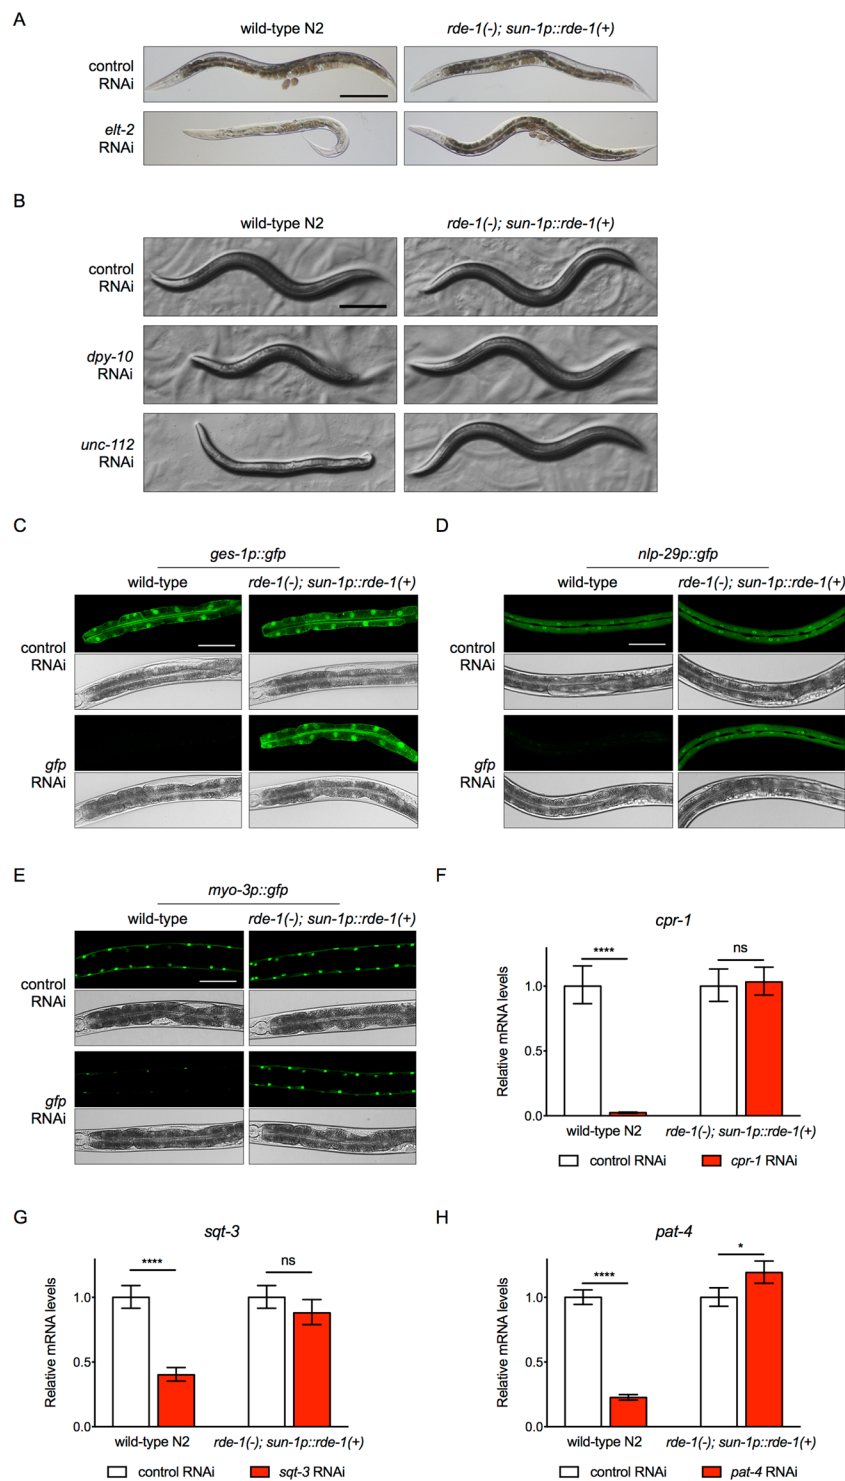 A
wild-type N2
rde-1(-); sun-1p::rde-1(+)
control
RNAi
elt-2
RNAi
B
wild-type N2
rde-1(-); sun-1p::rde-1(+)
control
RNAi
dpy-10
RNAi
unc-112
RNAi
C
ges-1p::gfp
wild-type
rde-1(-); sun-1p::rde-1(+)
control
RNAi
gfp
RNAi
D
nlp-29p::gfp
wild-type
rde-1(-); sun-1p::rde-1(+)
control
RNAi
gfp
RNAi
E
myo-3p::gfp
wild-type
rde-1(-); sun-1p::rde-1(+)
control
RNAi
gfp
RNAi
F
cpr-1
Relative mRNA levels
1.0
0.5
0.0
****
ns
wild-type N2
rde-1(-); sun-1p::rde-1(+)
control RNAi
cpr-1 RNAi
G
sqt-3
Relative mRNA levels
1.0
0.5
0.0
****
ns
wild-type N2
rde-1(-); sun-1p::rde-1(+)
control RNAi
sqt-3 RNAi
H
pat-4
Relative mRNA levels
1.0
0.5
0.0
****
*
wild-type N2
rde-1(-); sun-1p::rde-1(+)
control RNAi
pat-4 RNAi